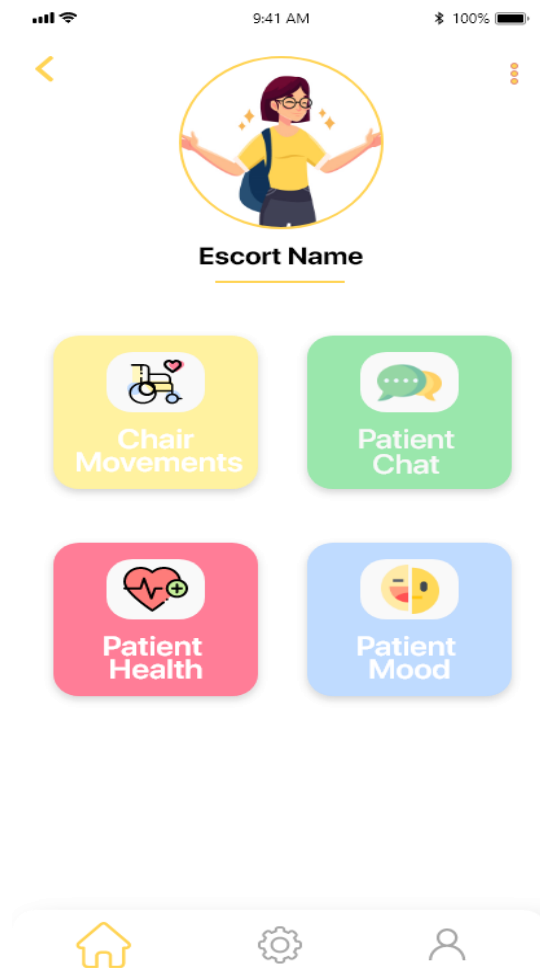 9:41 AM
100%
Escort Name
Chair
Movements
Patient
Chat
Patient
Health
Patient
Mood